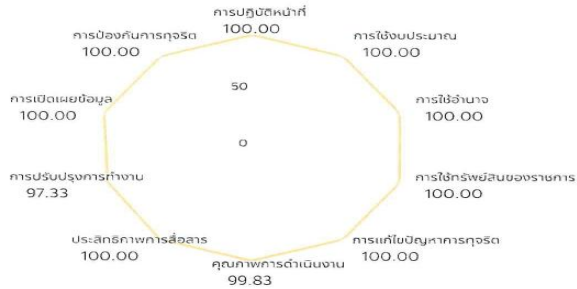 การปฏิบัติหน้าที่
100.00
การป้องกันการทุจริต
100.00
การใช้งบประมาณ
100.00
50
การเปิดเผยข้อมูล
100.00
การใช้อำนาจ
100.00
0
การปรับปรุงการทำงาน
97.33
การใช้ทรัพย์สินของราชการ
100.00
ประสิทธิภาพการสื่อสาร
100.00
การแก้ไขปัญหาการทุจริต
100.00
คุณภาพการดำเนินงาน
99.83